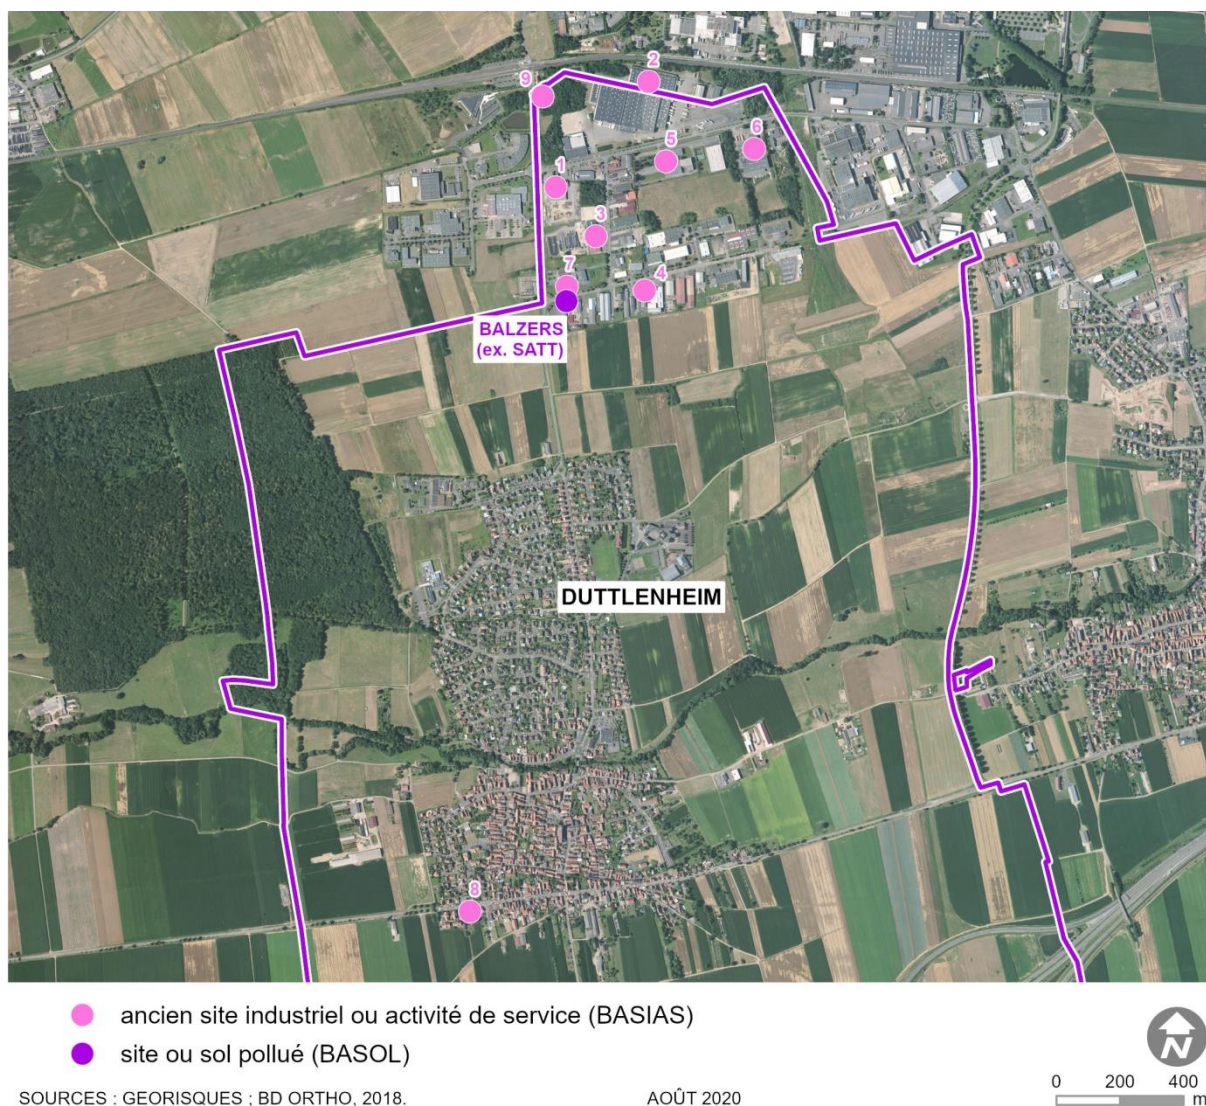 2
9
6
5
1
3
7
4
BALZERS
(ex. SATT)
DUTTLENHEIM
8
ancien site industriel ou activité de service (BASIAS)
site ou sol pollué (BASOL)
N
0 200 400
m
SOURCES : GEORISQUES ; BD ORTHO, 2018.
AOÛT 2020